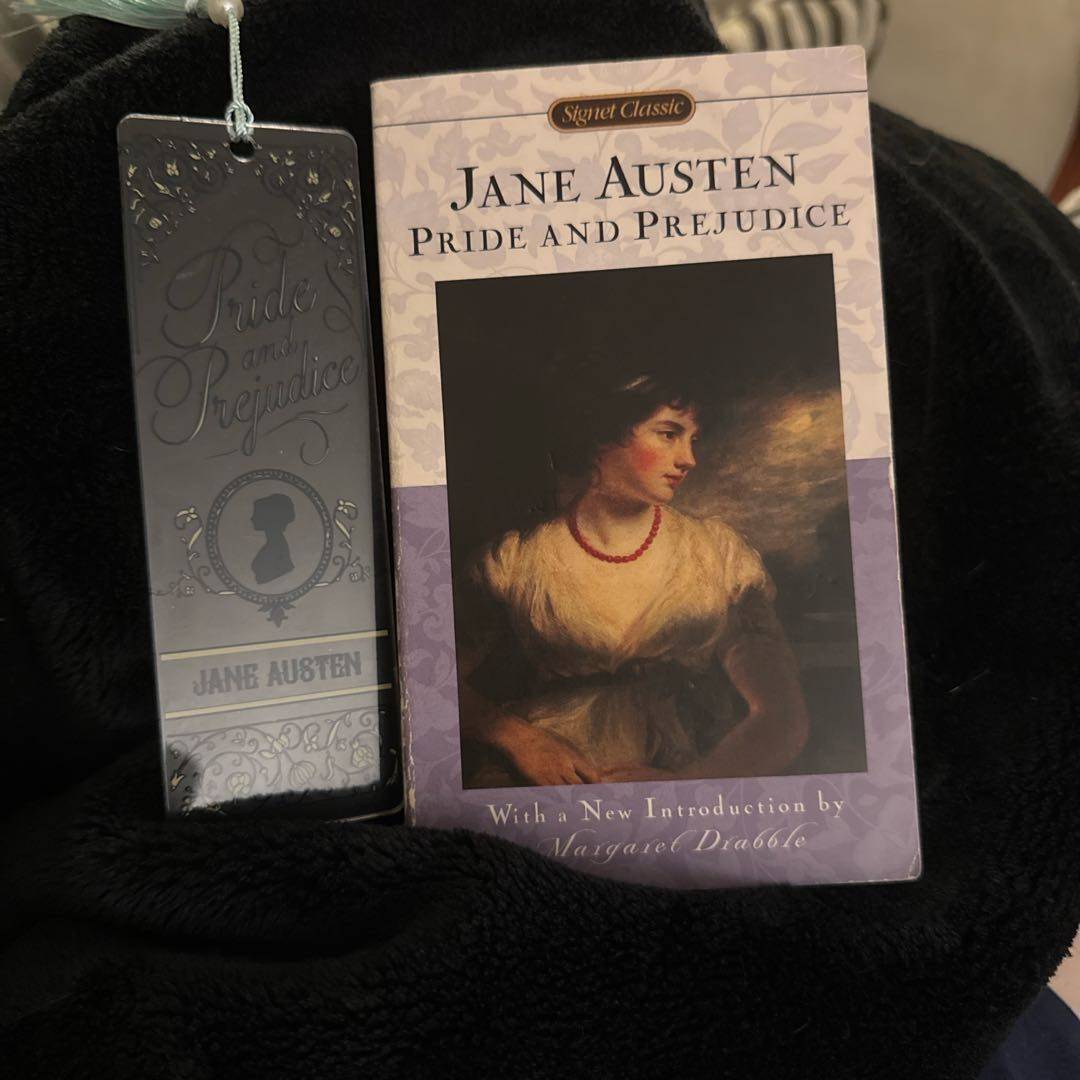 Pride
and
Prejudice
JANE AUSTEN
Signet Classic
JANE AUSTEN
PRIDE AND PREJUDICE
With a New Introduction by
Margaret Drabble